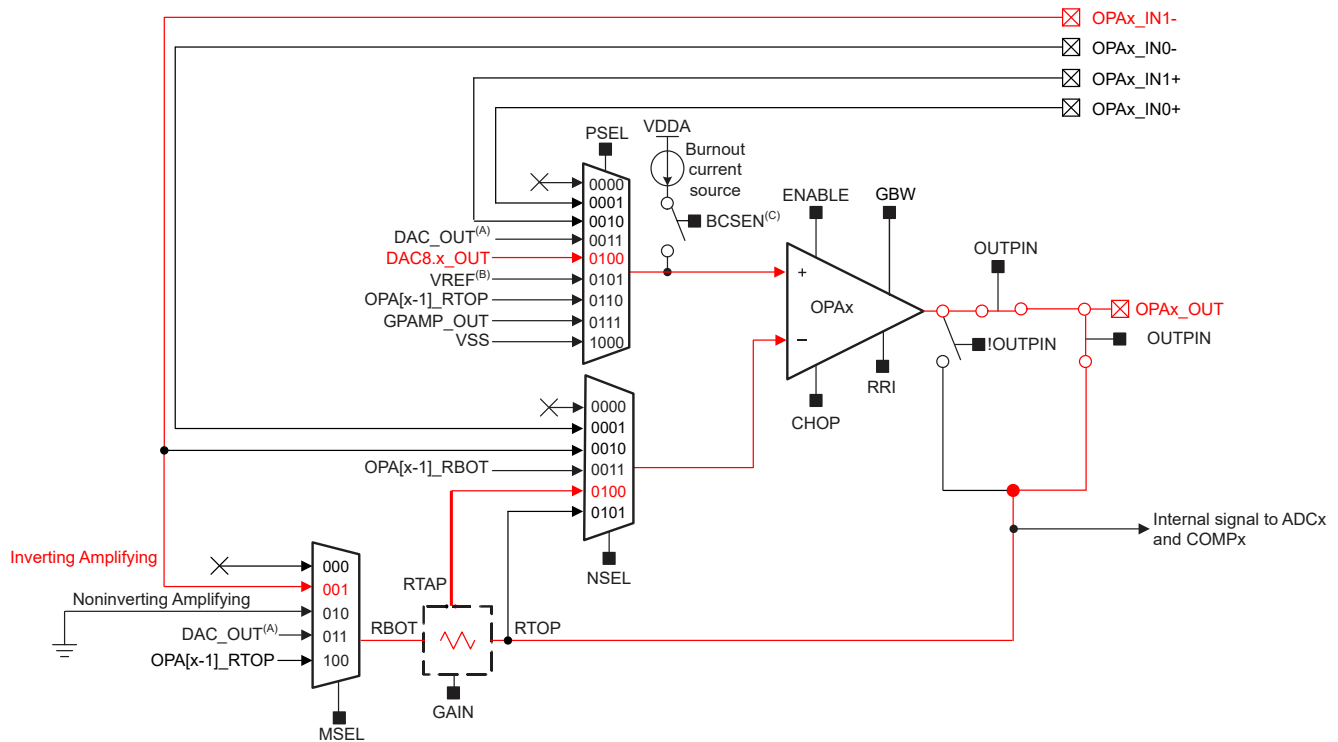 OPAx_IN1-
OPAx_IN0-
OPAx_IN1+
OPAx_IN0+
VDDA
PSEL
Burnout
current
source
ENABLE
GBW
0000
0001
0010
DAC_OUT(A)
0011
DAC8.x_OUT
0100
VREF(B)
0101
OPA[x-1]_RTOP
0110
GPAMP_OUT
0111
VSS
1000
BCSEN(C)
OUTPIN
+
OPAx
−
OPAx_OUT
!OUTPIN
OUTPIN
RRI
CHOP
0000
0001
0010
OPA[x-1]_RBOT
0011
0100
0101
NSEL
Internal signal to ADCx
and COMPx
Inverting Amplifying
000
001
Noninverting Amplifying
010
DAC_OUT(A)
011
OPA[x-1]_RTOP
100
MSEL
RTAP
RBOT
RTOP
GAIN